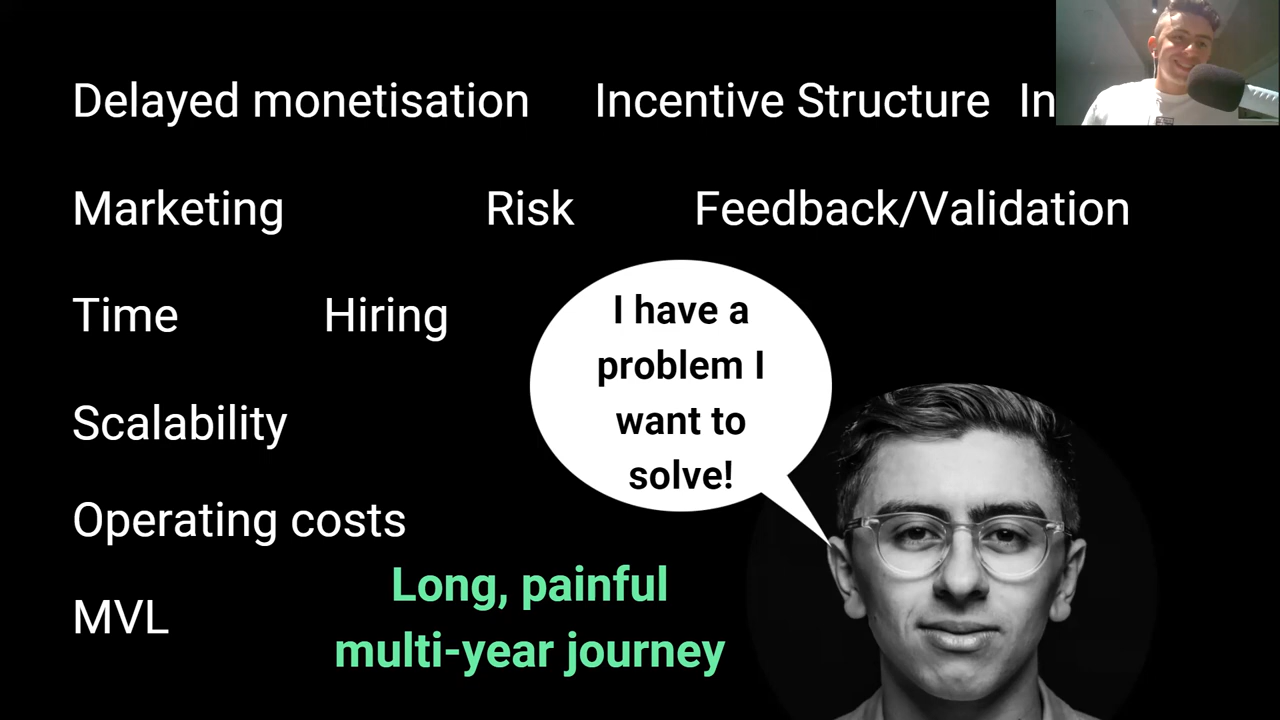 Delayed monetisation Incentive Structure In
Marketing Risk Feedback/Validation
Time Hiring
I have a
problem I
want to
solve!
Scalability
Operating costs
MVL
Long, painful
multi-year journey